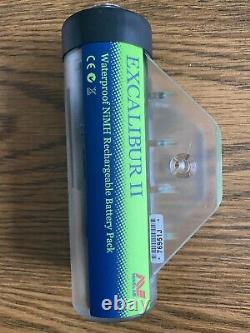 EXCALIBUR II
Waterproof NiMH Rechargeable Battery Pack
CE